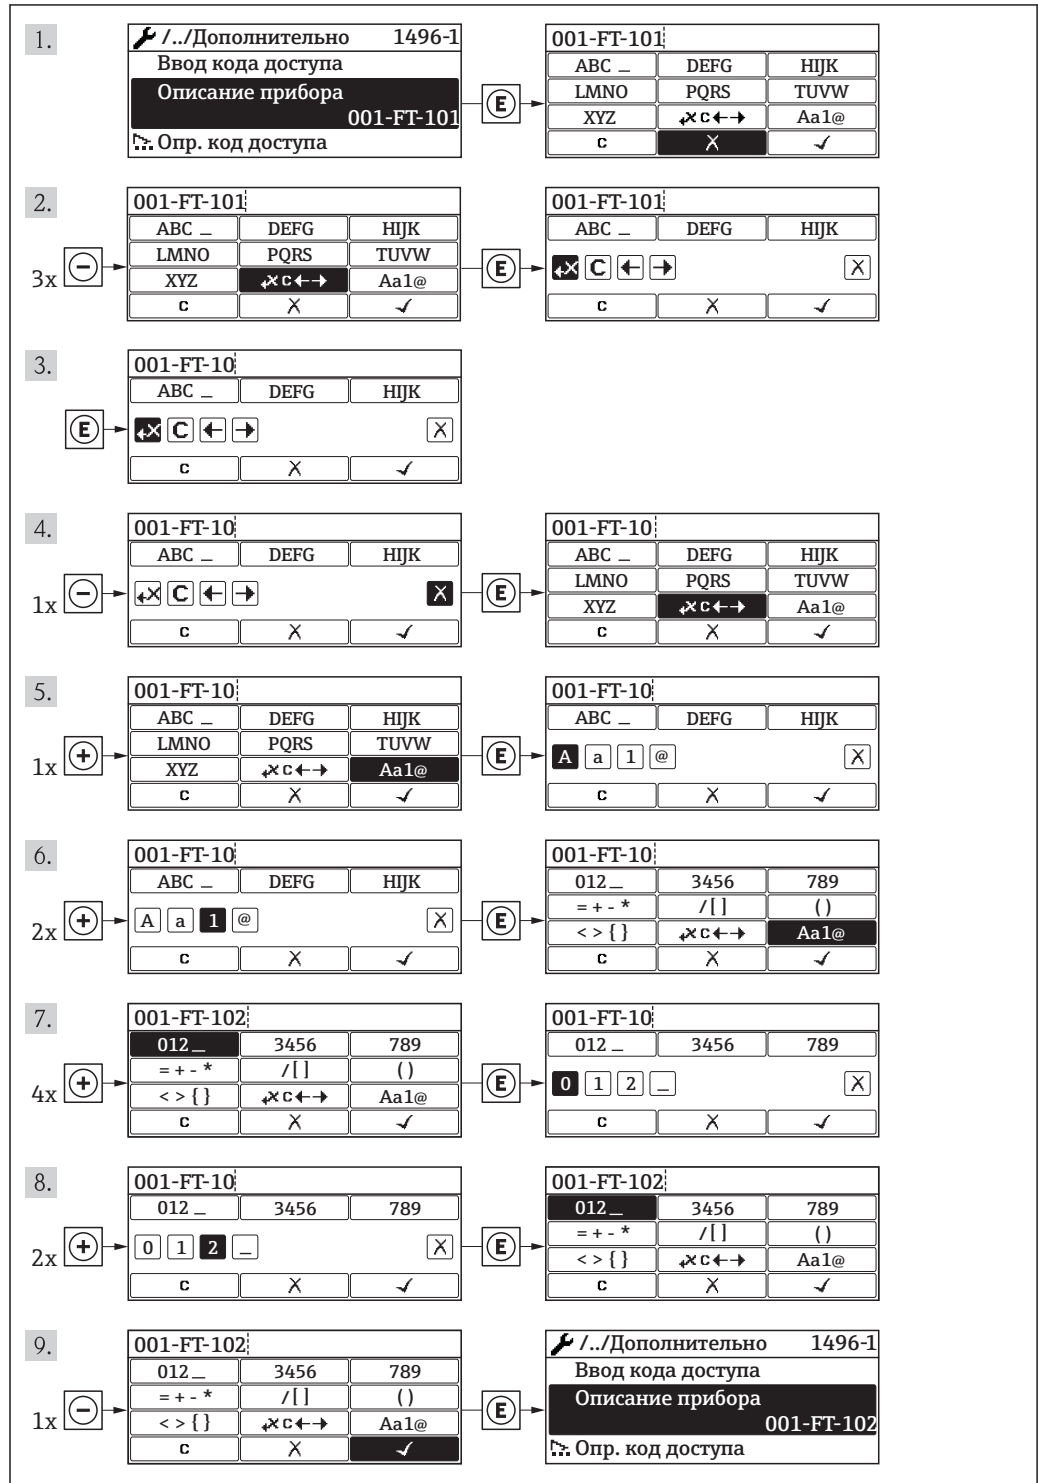 1.
/../Дополнительно 1496-1
Ввод кода доступа
Описание прибора
001-FT-101
Опр. код доступа
E
001-FT-101
ABC _ DEFG HIJK
LMNO PQRS TUVW
XYZ C Aa1@
C X ✓
2.
3x
001-FT-101
ABC _ DEFG HIJK
LMNO PQRS TUVW
XYZ C Aa1@
C X ✓
E
001-FT-101
ABC _ DEFG HIJK
C X
C X ✓
3.
E
001-FT-10
ABC _ DEFG HIJK
C X
C X ✓
4.
1x
001-FT-10
ABC _ DEFG HIJK
C X
C X ✓
E
001-FT-10
ABC _ DEFG HIJK
LMNO PQRS TUVW
XYZ C Aa1@
C X ✓
5.
1x
001-FT-10
ABC _ DEFG HIJK
LMNO PQRS TUVW
XYZ C Aa1@
C X ✓
E
001-FT-10
ABC _ DEFG HIJK
A a 1 @ X
C X ✓
6.
2x
001-FT-10
ABC _ DEFG HIJK
A a 1 @ X
C X ✓
E
001-FT-10
012 _ 3456 789
= + - * / [ ] ( )
< > { } C Aa1@
C X ✓
7.
4x
001-FT-102
012 _ 3456 789
= + - * / [ ] ( )
< > { } C Aa1@
C X ✓
E
001-FT-10
012 _ 3456 789
0 1 2 _ X
C X ✓
8.
2x
001-FT-10
012 _ 3456 789
0 1 2 _ X
C X ✓
E
001-FT-102
012 _ 3456 789
= + - * / [ ] ( )
< > { } C Aa1@
C X ✓
9.
1x
001-FT-102
012 _ 3456 789
= + - * / [ ] ( )
< > { } C Aa1@
C X ✓
E
/../Дополнительно 1496-1
Ввод кода доступа
Описание прибора
001-FT-102
Опр. код доступа